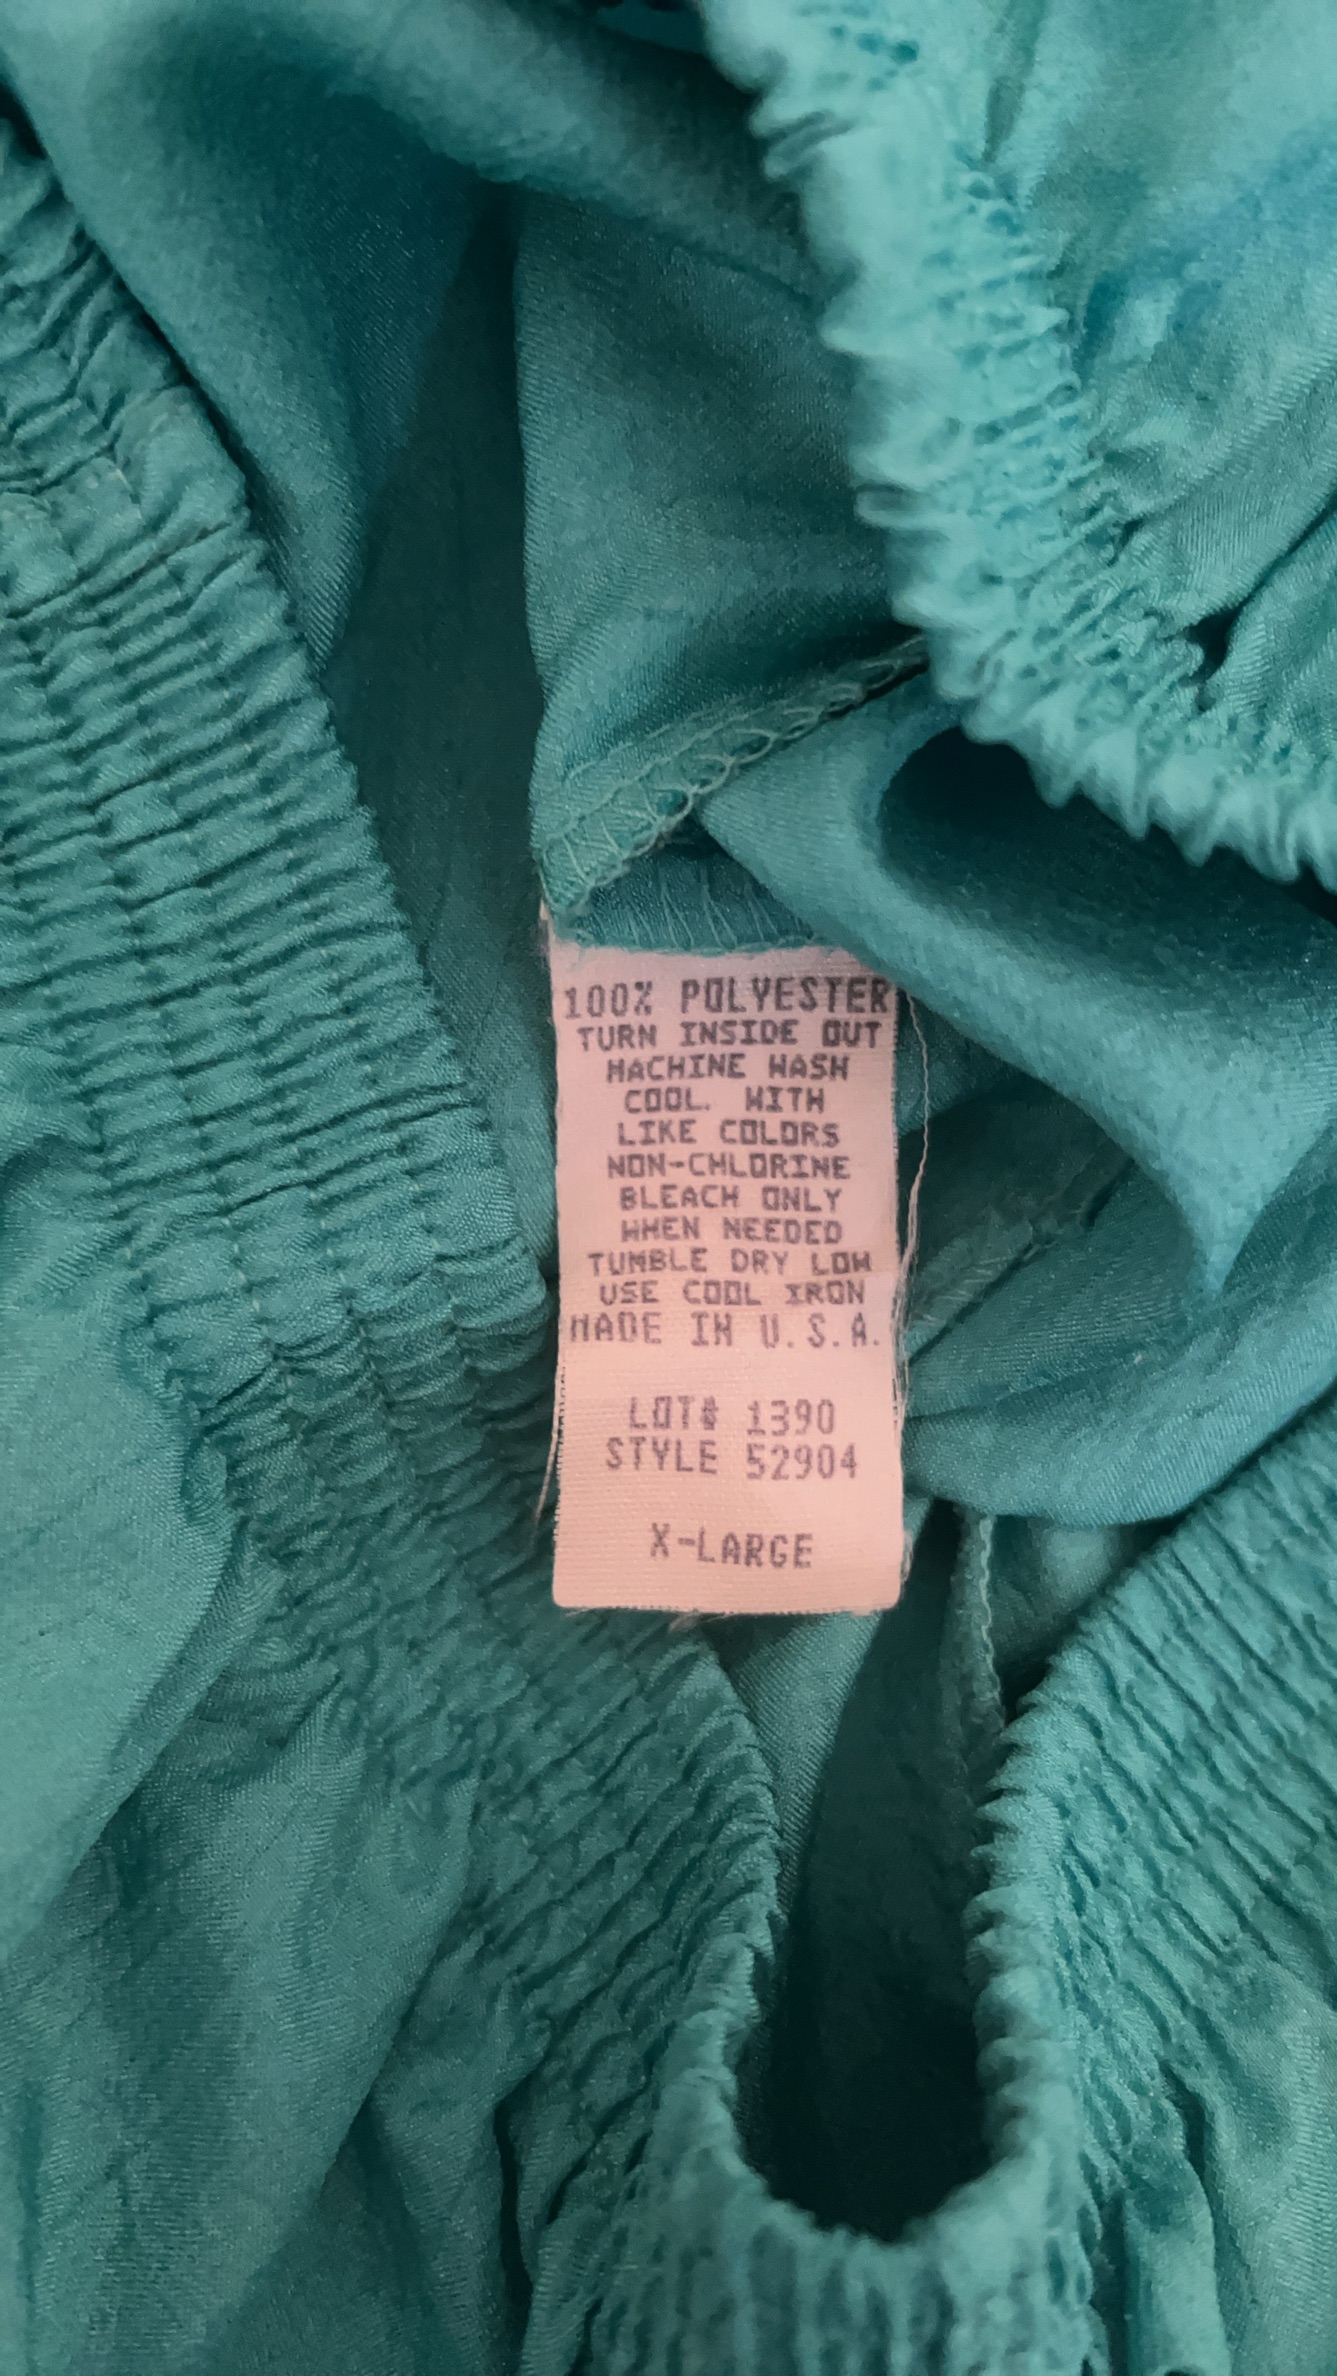 100% POLYESTER
TURN INSIDE OUT
MACHINE WASH
COOL. WITH
LIKE COLORS
NON-CHLORINE
BLEACH ONLY
WHEN NEEDED
TUMBLE DRY LOW
USE COOL IRON
MADE IN U.S.A.
LOT# 1390
STYLE 52904
X-LARGE